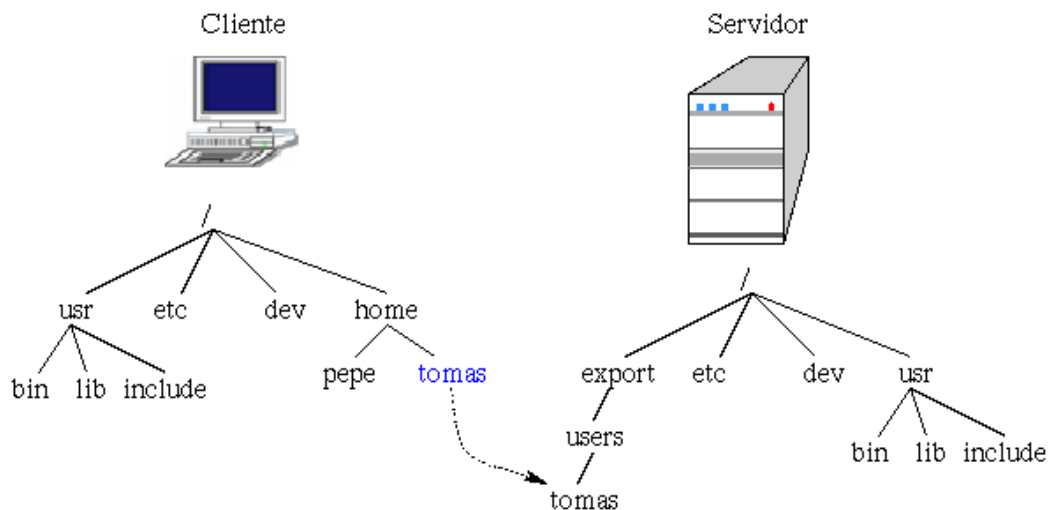 Cliente
Servidor
/
usr etc dev home
bin lib include pepe tomas
/
export etc dev usr
users
bin lib include
tomas